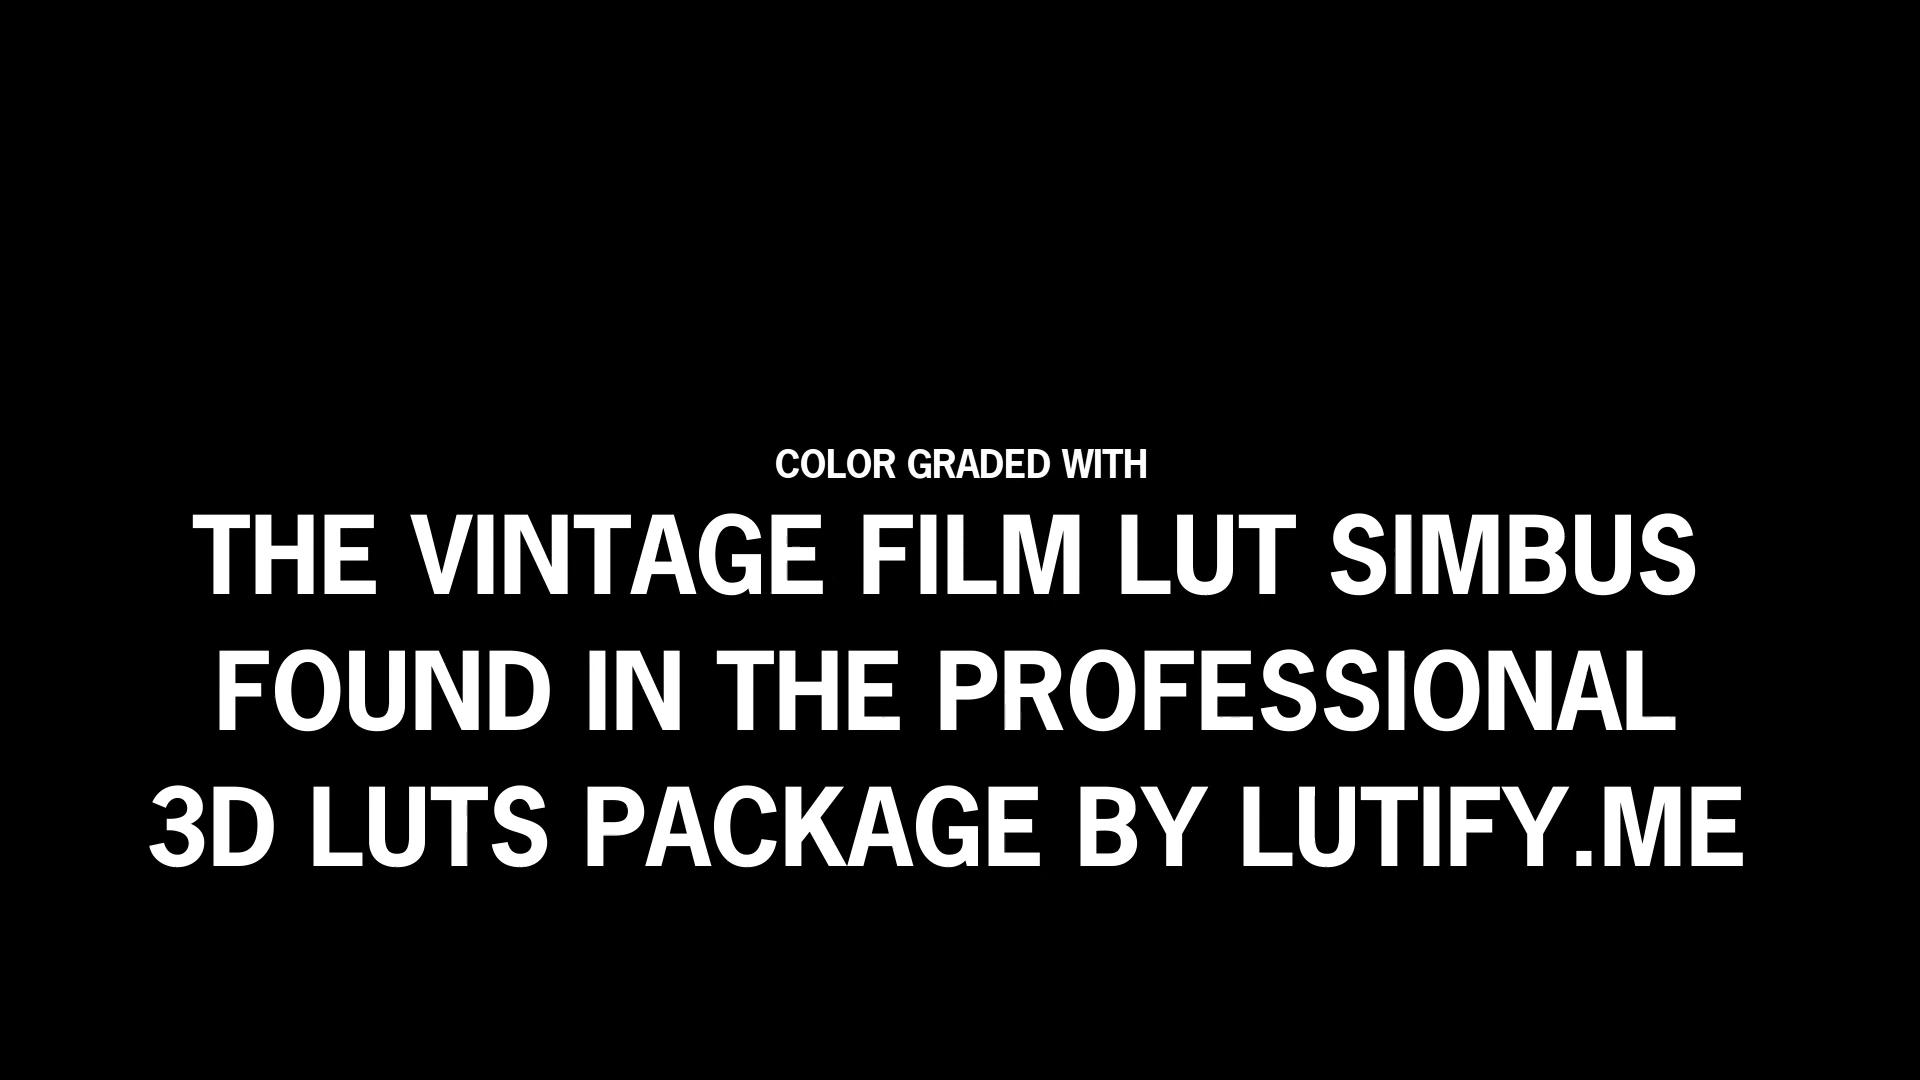 COLOR GRADED WITH
THE VINTAGE FILM LUT SIMBUS
FOUND IN THE PROFESSIONAL
3D LUTS PACKAGE BY LUTIFY.ME